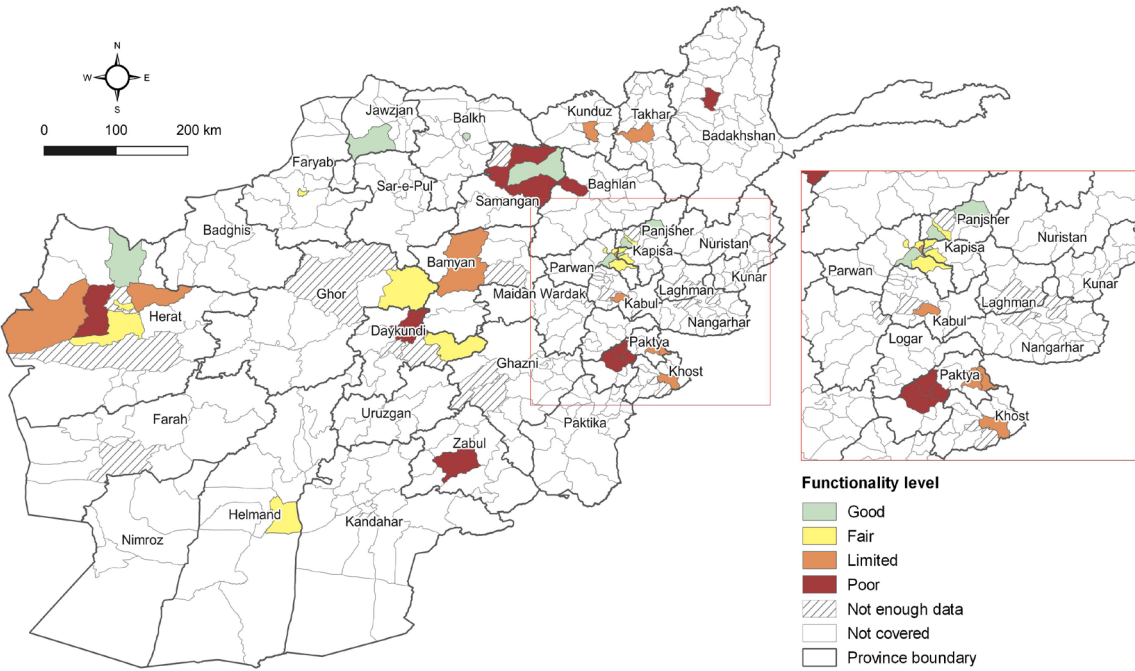 N
W E
S
0 100 200 km
Jawzjan
Balkh
Kunduz
Takhar
Badakhshan
Faryab
Sar-e-Pul
Samangan
Baghlan
Badghis
Panjsher
Nuristan
Kapisa
Bamyan
Parwan
Kunar
Laghman
Ghor
Maidan Wardak
Kabul
Herat
Nangarhar
Daykundi
Paktya
Ghazni
Khost
Farah
Uruzgan
Paktika
Zabul
Helmand
Kandahar
Nimroz
Panjsher
Nuristan
Kapisa
Parwan
Kunar
Laghman
Kabul
Logar
Nangarhar
Paktya
Khost
Functionality level
Good
Fair
Limited
Poor
Not enough data
Not covered
Province boundary